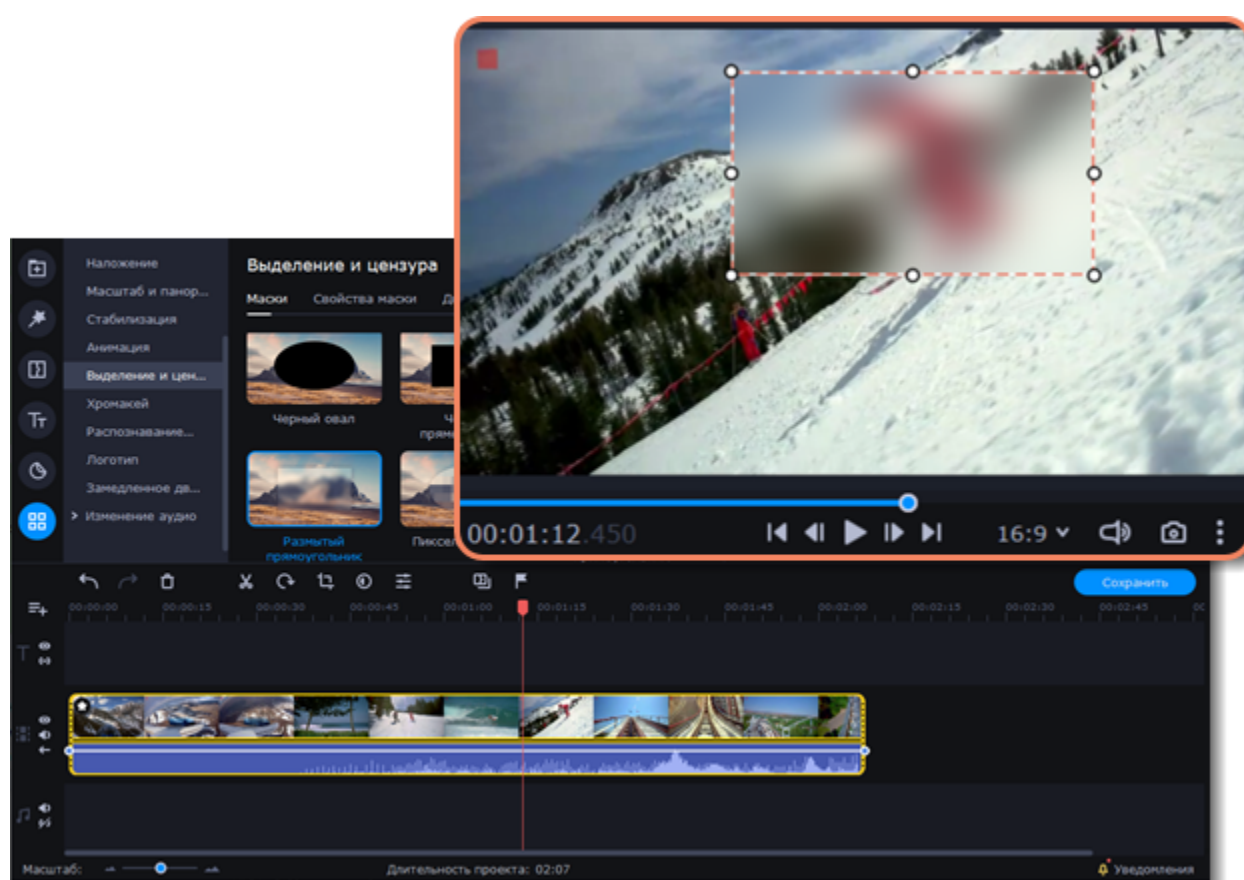 Наложение
Масштаб и панор...
Стабилизация
Анимация
Выделение и цен...
Хромакей
Распознавание...
Логотип
Замедленное дв...
Изменение аудио
Выделение и цензура
Маски Свойства маски
Черный овал
Размытый
прямоугольник
00:01:12.450
16:9
Сохранить
00:00:00 00:00:15 00:00:30 00:00:45 00:01:00 00:01:15 00:01:30 00:01:45 00:02:00 00:02:15 00:02:30 00:02:45
Масштаб:
Длительность проекта: 02:07
Уведомления